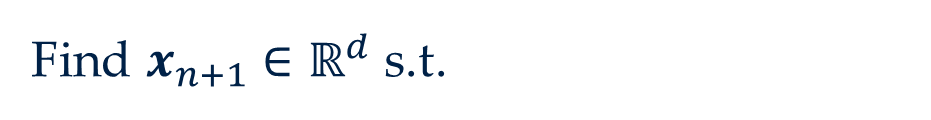 Find 𝒙ₙ₊₁ ∈ ℝᵈ s.t.